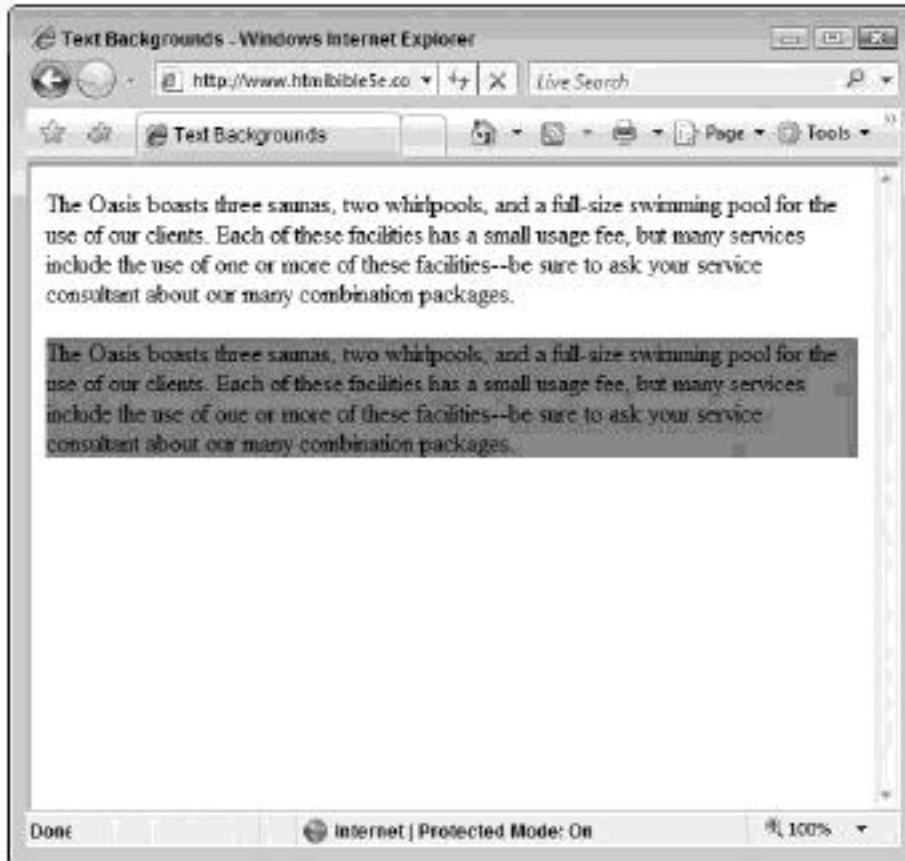 Text Backgrounds - Windows Internet Explorer
http://www.htmlbible5e.co
Live Search
Text Backgrounds
Page
Tools
The Oasis boasts three saunas, two whirlpools, and a full-size swimming pool for the
use of our clients. Each of these facilities has a small usage fee, but many services
include the use of one or more of these facilities--be sure to ask your service
consultant about our many combination packages.
The Oasis boasts three saunas, two whirlpools, and a full-size swimming pool for the
use of our clients. Each of these facilities has a small usage fee, but many services
include the use of one or more of these facilities--be sure to ask your service
consultant about our many combination packages.
Done
Internet | Protected Mode: On
100%